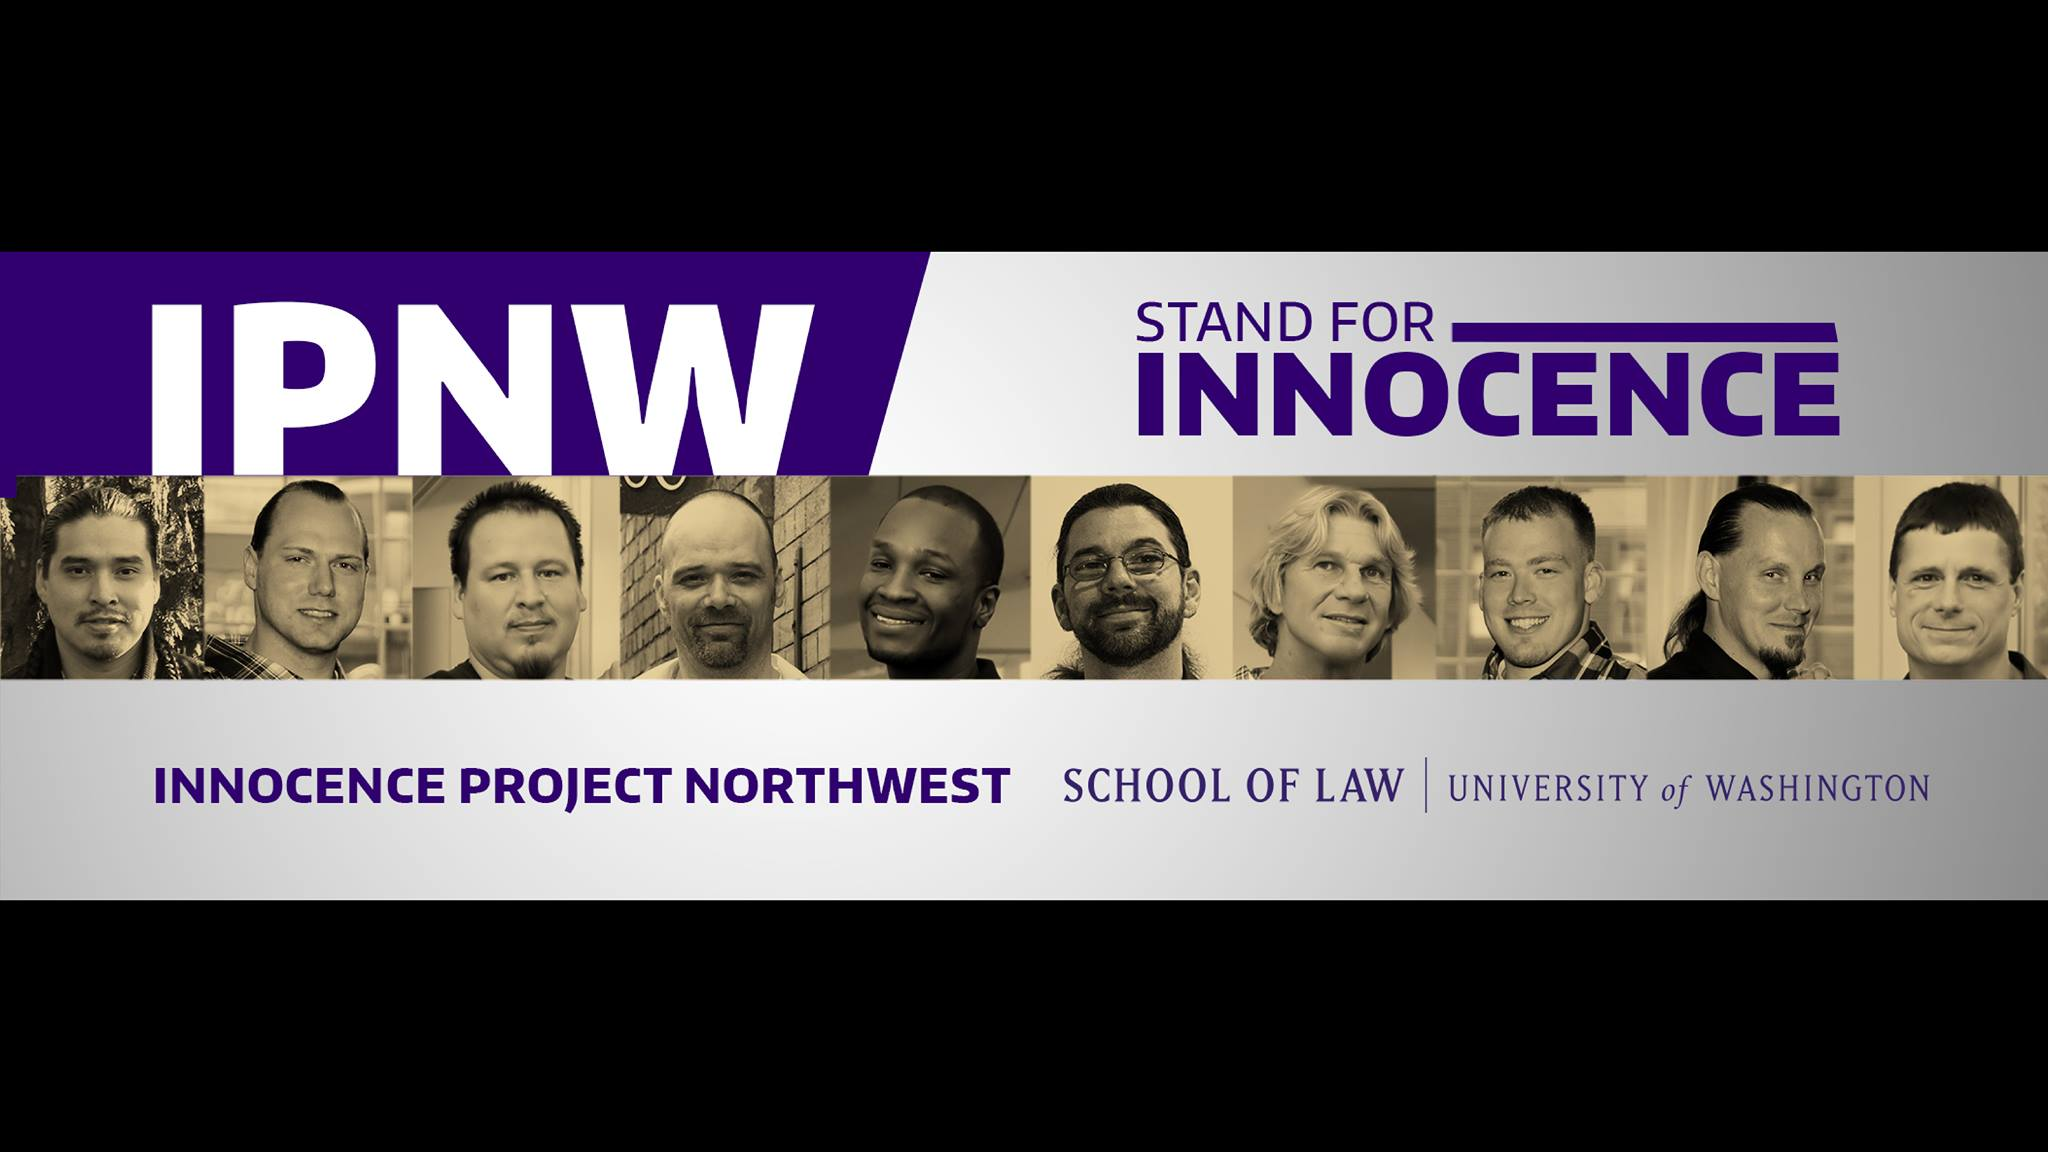 IPNW
STAND FOR
INNOCENCE
INNOCENCE PROJECT NORTHWEST
SCHOOL OF LAW | UNIVERSITY of WASHINGTON